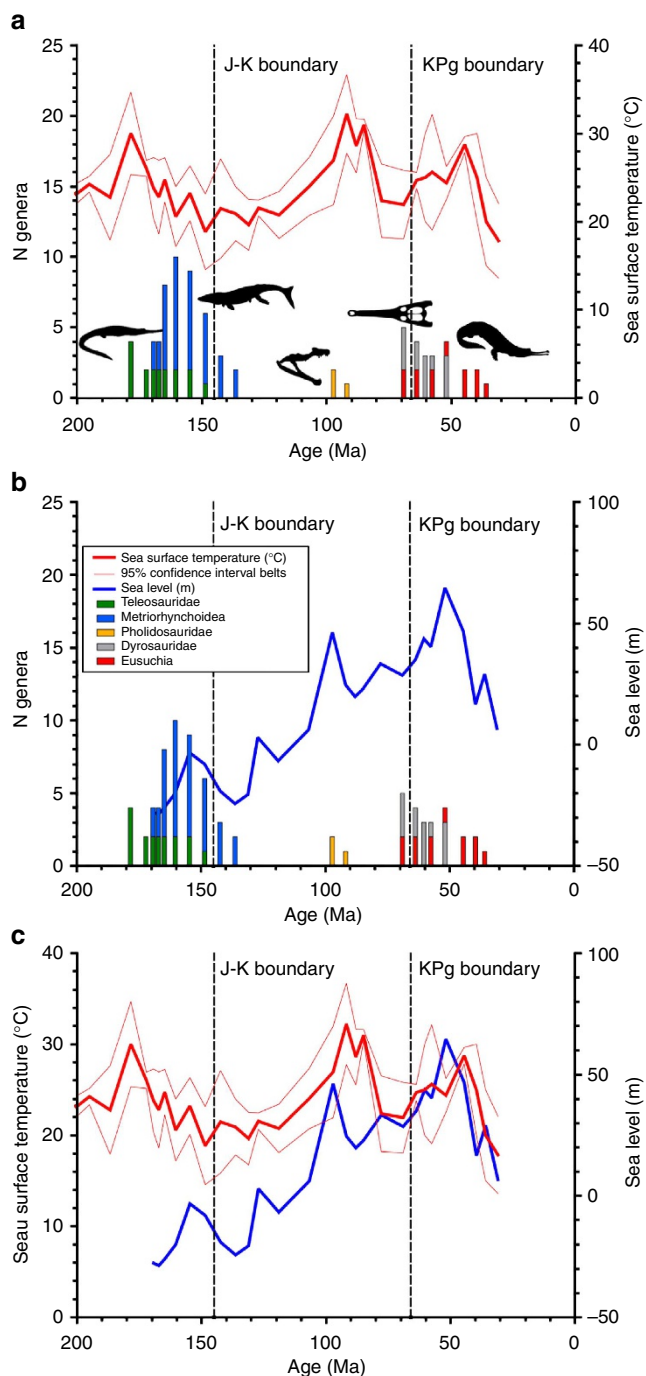 a
J-K boundary
KPg boundary
25
20
15
10
5
0
N genera
40
30
20
10
0
Sea surface temperature (°C)
200
150
100
50
0
Age (Ma)
b
J-K boundary
KPg boundary
Sea surface temperature (°C)
95% confidence interval belts
Sea level (m)
Teleosauridae
Metriorhynchoidea
Pholidosauridae
Dyrosauridae
Eusuchia
25
20
15
10
5
0
N genera
100
50
0
–50
Sea level (m)
200
150
100
50
0
Age (Ma)
c
J-K boundary
KPg boundary
40
30
20
10
0
Seau surface temperature (°C)
100
50
0
–50
Sea level (m)
200
150
100
50
0
Age (Ma)